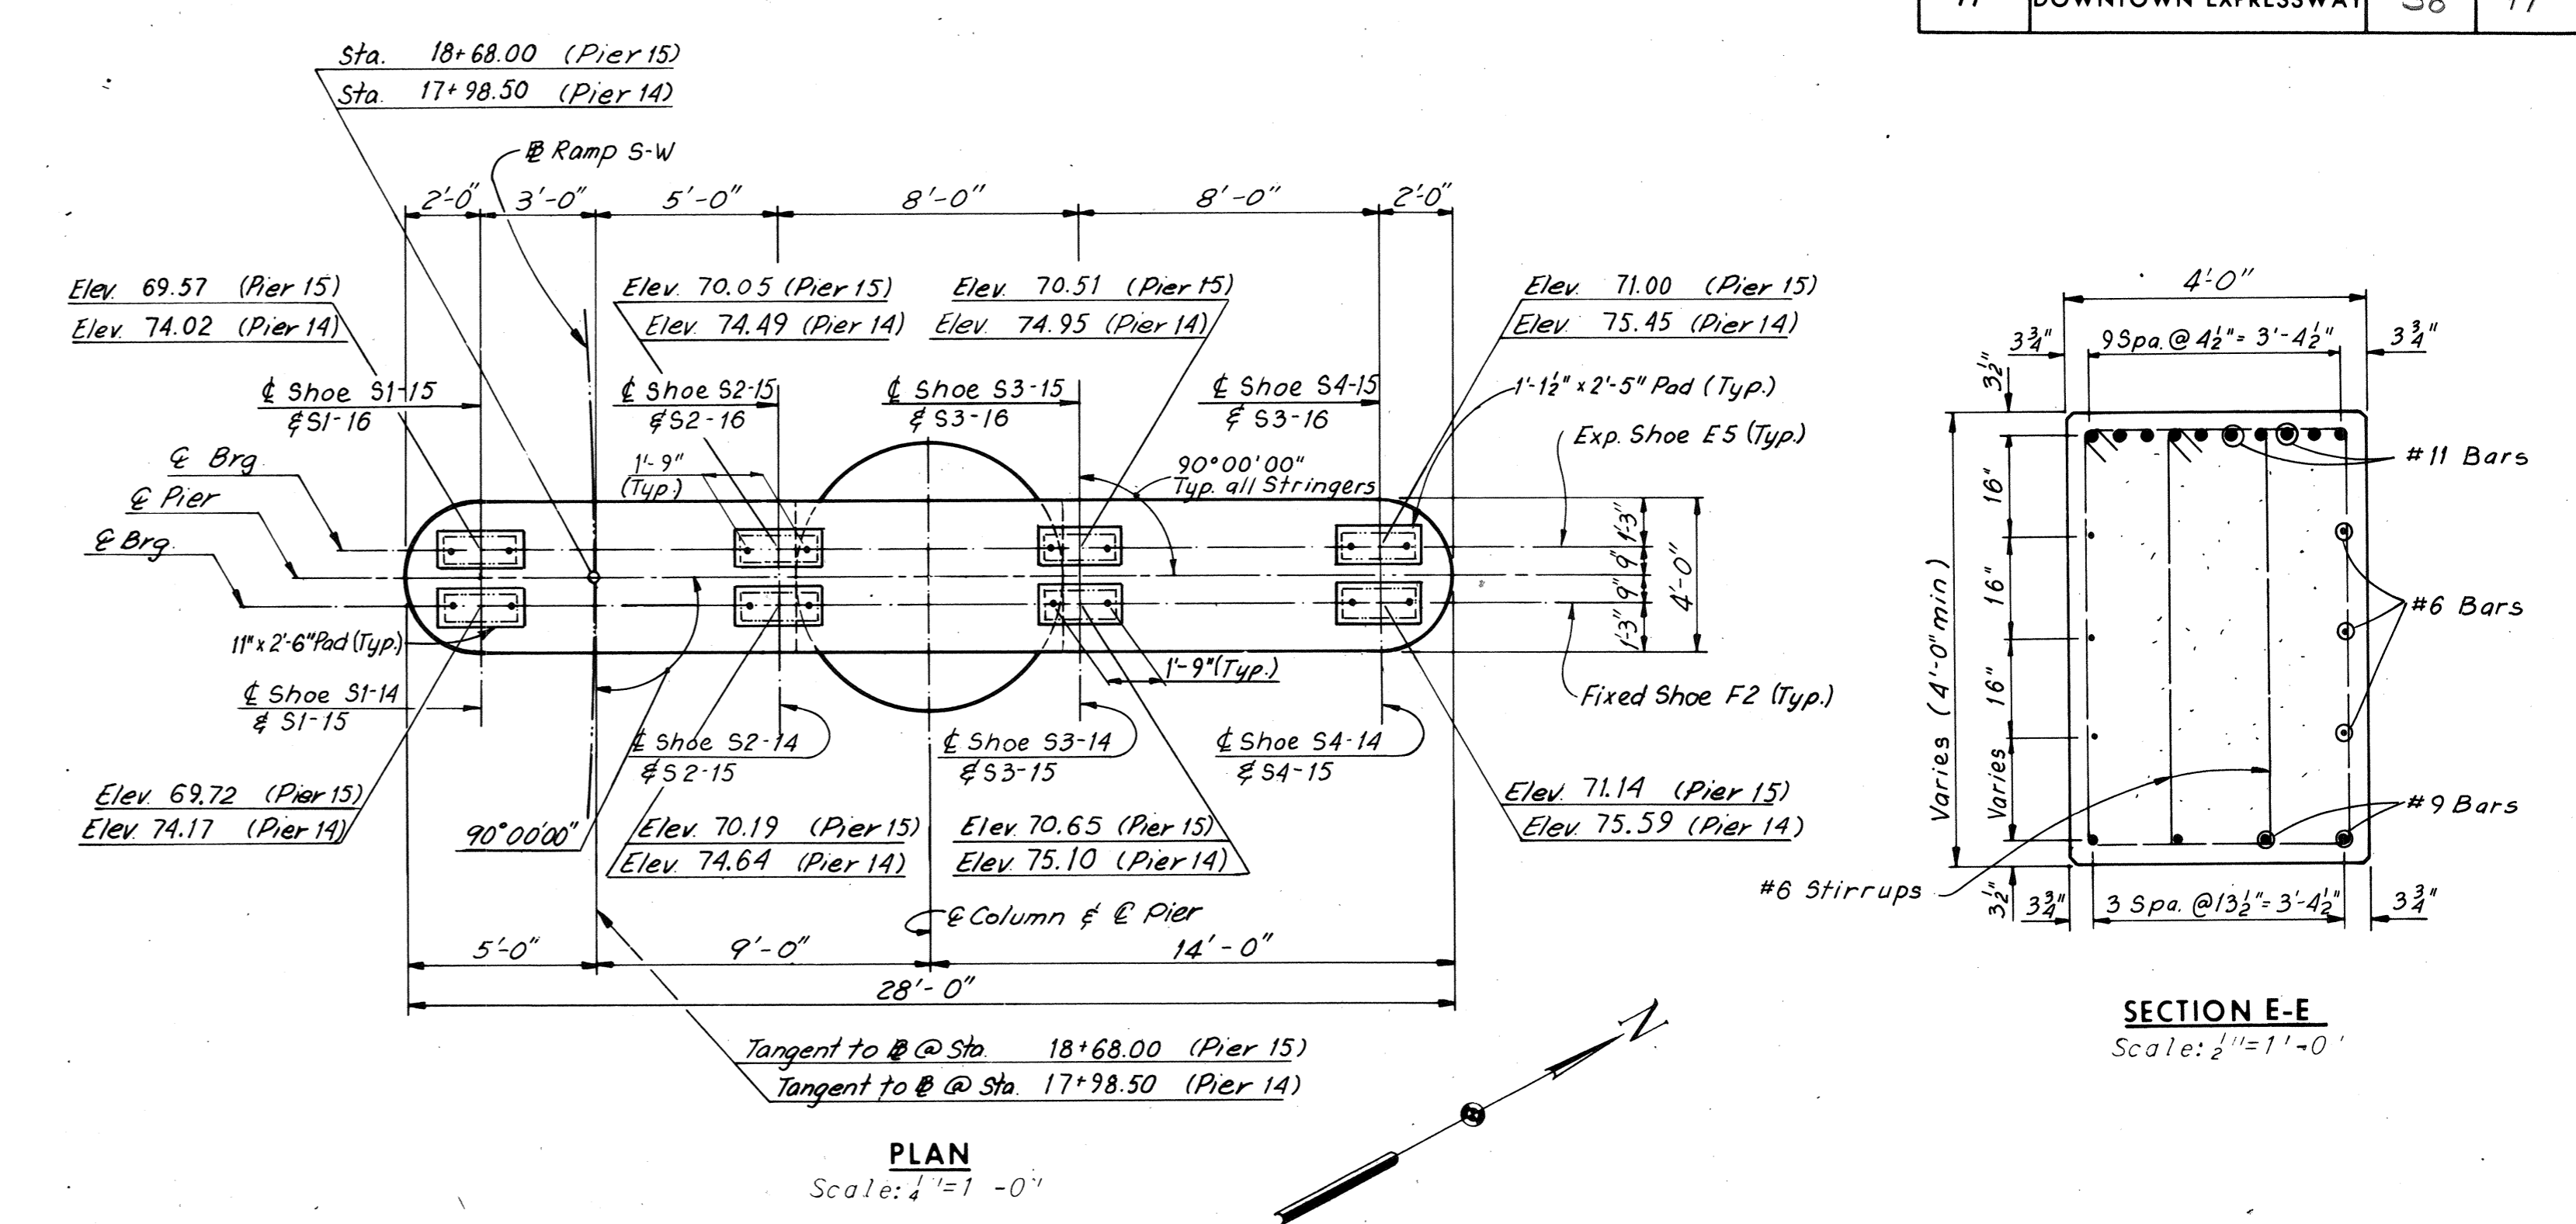 DOWNTOWN EXPRESSWAY
Sta. 18+68.00 (Pier 15)
Sta. 17+98.50 (Pier 14)
℄ Ramp S-W
2'-0" 3'-0" 5'-0" 8'-0" 8'-0" 2'-0"
Elev. 69.57 (Pier 15)
Elev. 74.02 (Pier 14)
Elev. 70.05 (Pier 15)
Elev. 74.49 (Pier 14)
Elev. 70.51 (Pier 15)
Elev. 74.95 (Pier 14)
Elev. 71.00 (Pier 15)
Elev. 75.45 (Pier 14)
℄ Shoe S1-15
& S1-16
℄ Shoe S2-15
& S2-16
℄ Shoe S3-15
& S3-16
℄ Shoe S4-15
& S3-16
1'-1½" x 2'-5" Pad (Typ.)
Exp. Shoe E5 (Typ.)
℄ Brg.
℄ Pier
℄ Brg.
1'-9"
(Typ.)
90°00'00"
Typ. all Stringers
1'-3"
9"
9"
1'-3"
4'-0"
11" x 2'-6" Pad (Typ.)
1'-9" (Typ.)
Fixed Shoe F2 (Typ.)
℄ Shoe S1-14
& S1-15
℄ Shoe S2-14
& S2-15
℄ Shoe S3-14
& S3-15
℄ Shoe S4-14
& S4-15
Elev. 69.72 (Pier 15)
Elev. 74.17 (Pier 14)
90°00'00"
Elev. 70.19 (Pier 15)
Elev. 74.64 (Pier 14)
Elev. 70.65 (Pier 15)
Elev. 75.10 (Pier 14)
Elev. 71.14 (Pier 15)
Elev. 75.59 (Pier 14)
℄ Column & ℄ Pier
5'-0" 9'-0" 14'-0"
28'-0"
Tangent to ℄ @ Sta. 18+68.00 (Pier 15)
Tangent to ℄ @ Sta. 17+98.50 (Pier 14)
N
PLAN
Scale: ¼"=1 -0"
4'-0"
3¾" 9 Spa. @ 4½" = 3'-4½" 3¾"
3½"
16"
16"
16"
Varies
Varies (4'-0" min)
3½"
#11 Bars
#6 Bars
#9 Bars
#6 Stirrups
3¾" 3 Spa. @ 13½" = 3'-4½" 3¾"
SECTION E-E
Scale: ½"=1'-0'